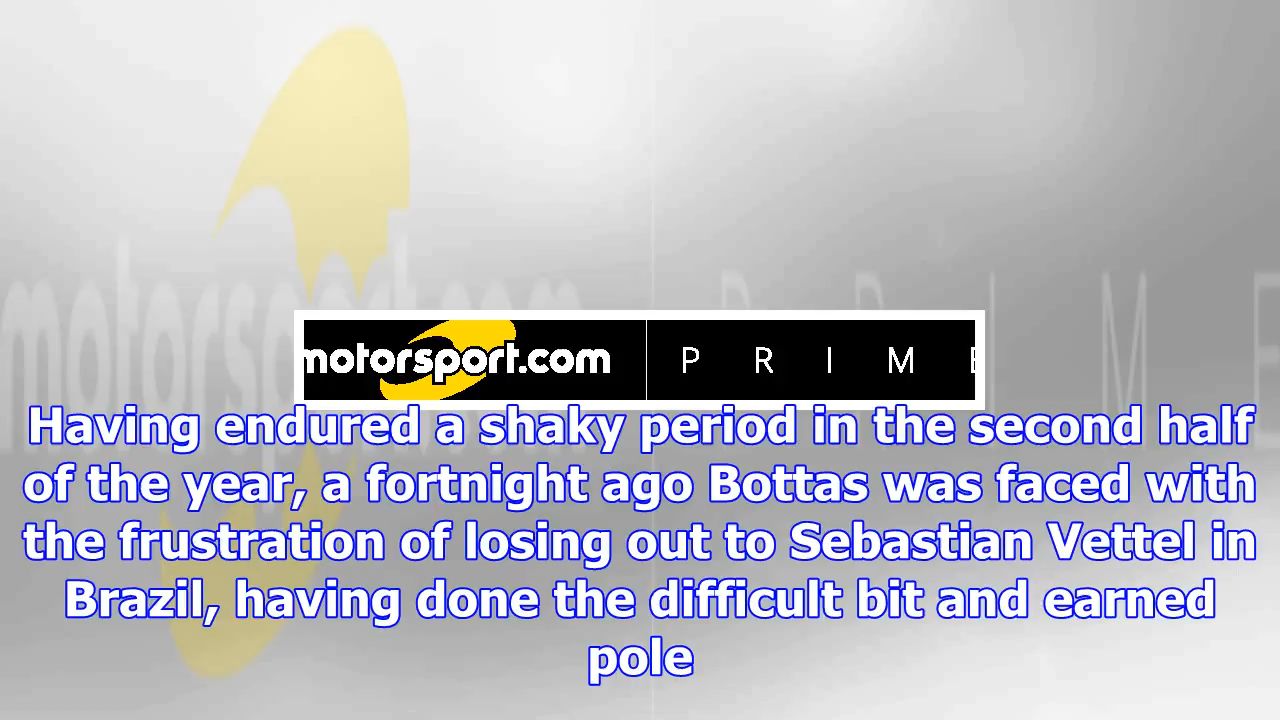 motorsport.com PRIME
Having endured a shaky period in the second half
of the year, a fortnight ago Bottas was faced with
the frustration of losing out to Sebastian Vettel in
Brazil, having done the difficult bit and earned
pole